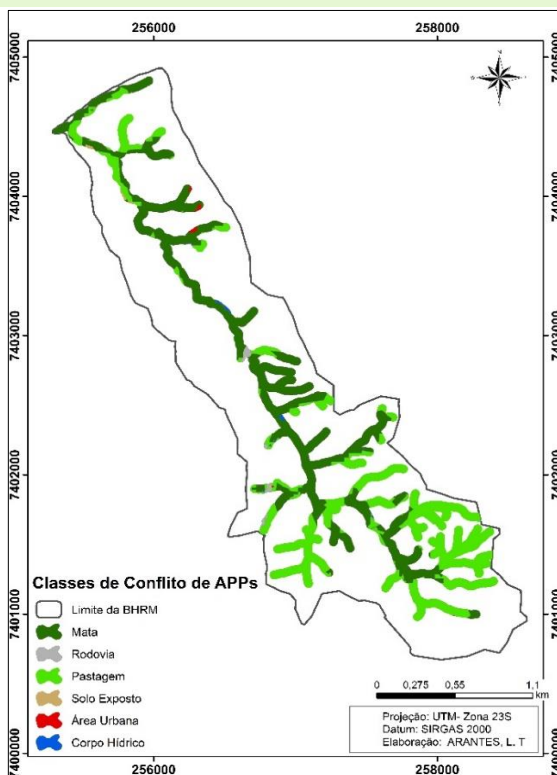 256000
258000
7405000
7405000
7404000
7404000
7403000
7403000
7402000
7402000
7401000
7401000
7400000
7400000
Classes de Conflito de APPs
Limite da BHRM
Mata
Rodovia
Pastagem
Solo Exposto
Área Urbana
Corpo Hídrico
0 0,275 0,55 1,1
km
Projeção: UTM- Zona 23S
Datum: SIRGAS 2000
Elaboração: ARANTES, L. T
256000
258000